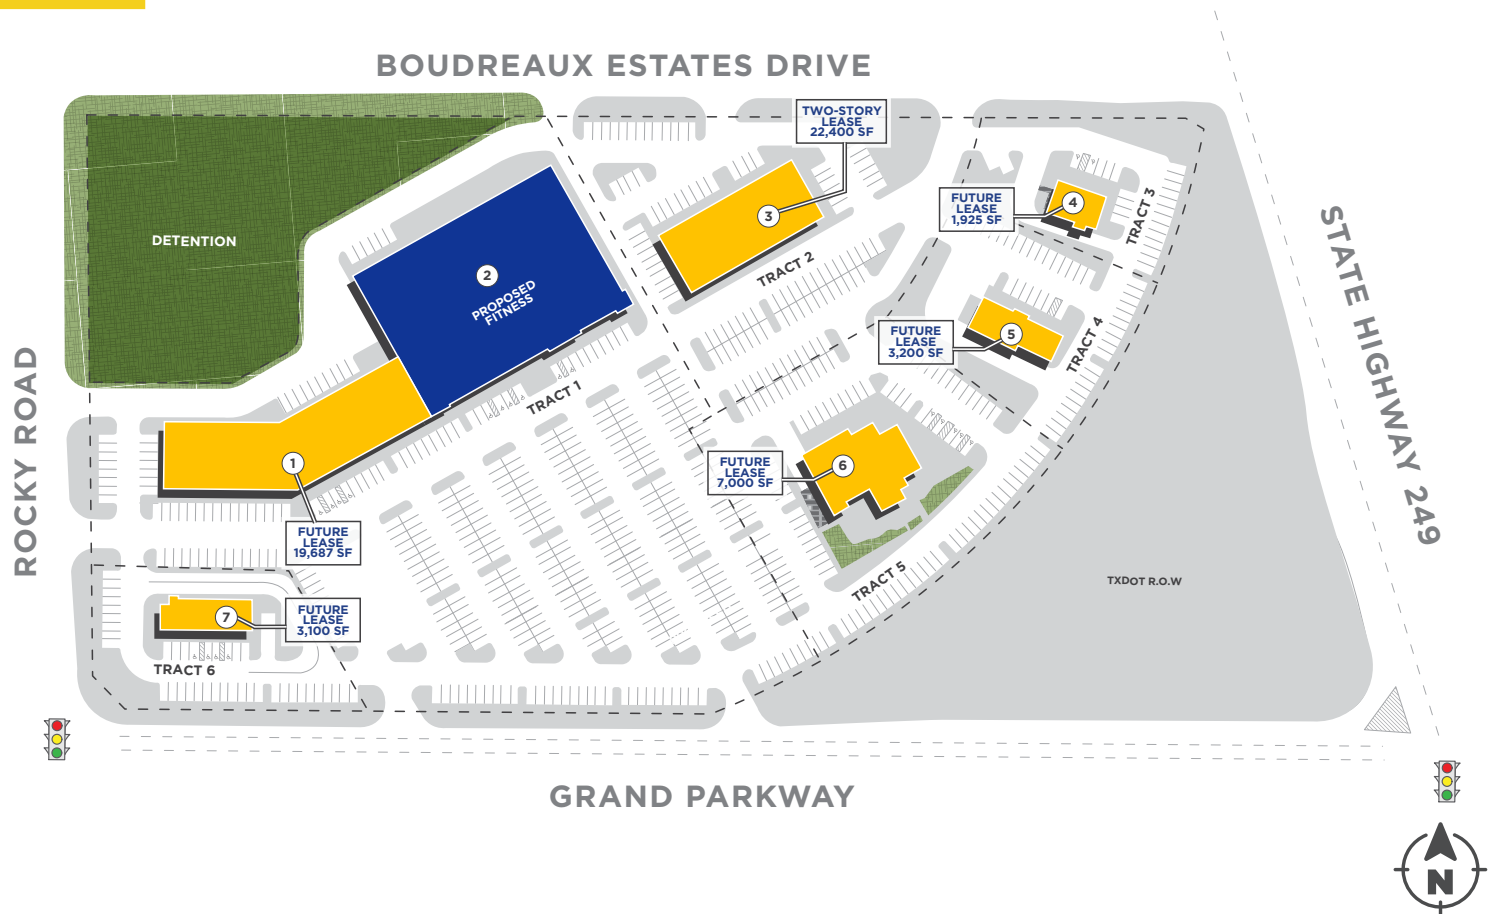 BOUDREAUX ESTATES DRIVE
TWO-STORY
LEASE
22,400 SF
3
TRACT 2
FUTURE
LEASE
1,925 SF
4
TRACT 3
STATE HIGHWAY 249
DETENTION
2
PROPOSED
FITNESS
FUTURE
LEASE
3,200 SF
5
TRACT 4
ROCKY ROAD
TRACT 1
1
FUTURE
LEASE
19,687 SF
FUTURE
LEASE
7,000 SF
6
TRACT 5
TXDOT R.O.W
7
FUTURE
LEASE
3,100 SF
TRACT 6
GRAND PARKWAY
N